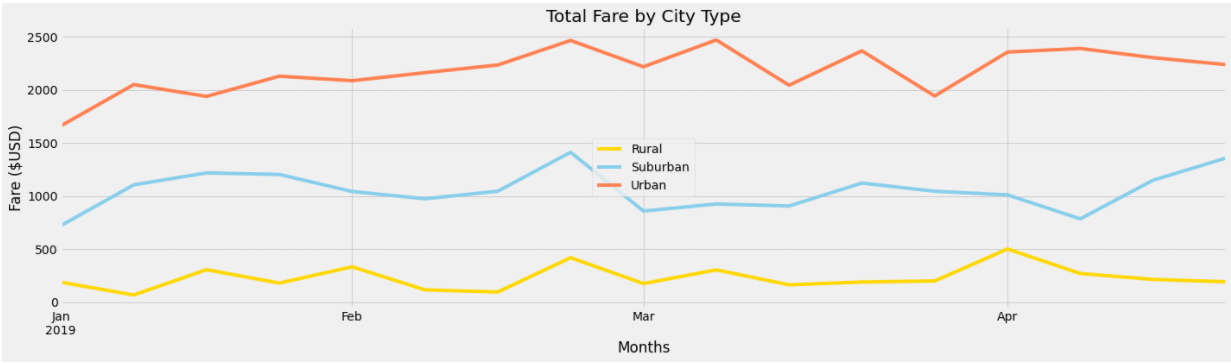 Total Fare by City Type
Fare ($USD)
2500
2000
1500
1000
500
0
Rural
Suburban
Urban
Jan
2019
Feb
Mar
Apr
Months